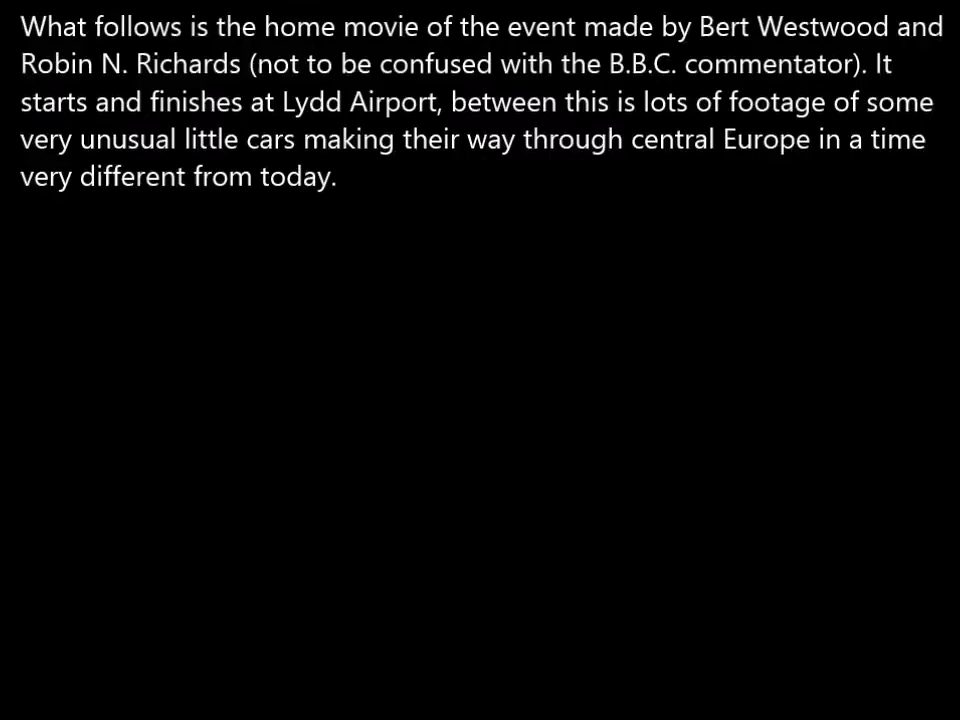 What follows is the home movie of the event made by Bert Westwood and
Robin N. Richards (not to be confused with the B.B.C. commentator). It
starts and finishes at Lydd Airport, between this is lots of footage of some
very unusual little cars making their way through central Europe in a time
very different from today.